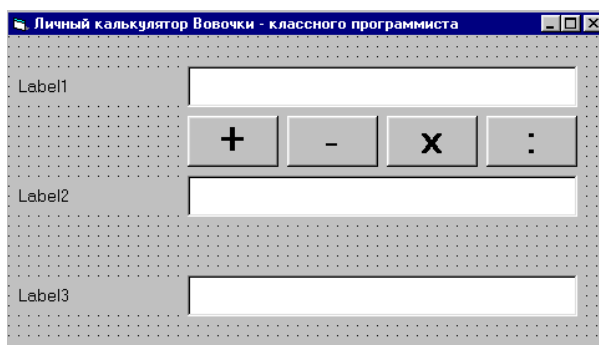 Личный калькулятор Вовочки - классного программиста
Label1
+ - x :
Label2
Label3